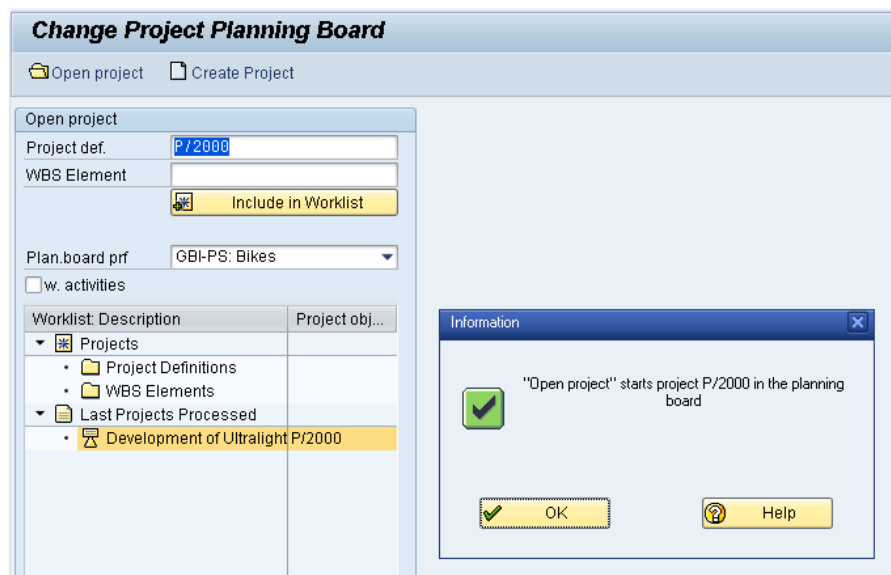 Change Project Planning Board
Open project
Create Project
Open project
Project def.
P/2000
WBS Element
Include in Worklist
Plan.board prf
GBI-PS: Bikes
w. activities
Worklist: Description
Project obj...
Projects
Project Definitions
WBS Elements
Last Projects Processed
Development of Ultralight P/2000
Information
"Open project" starts project P/2000 in the planning
board
OK
Help